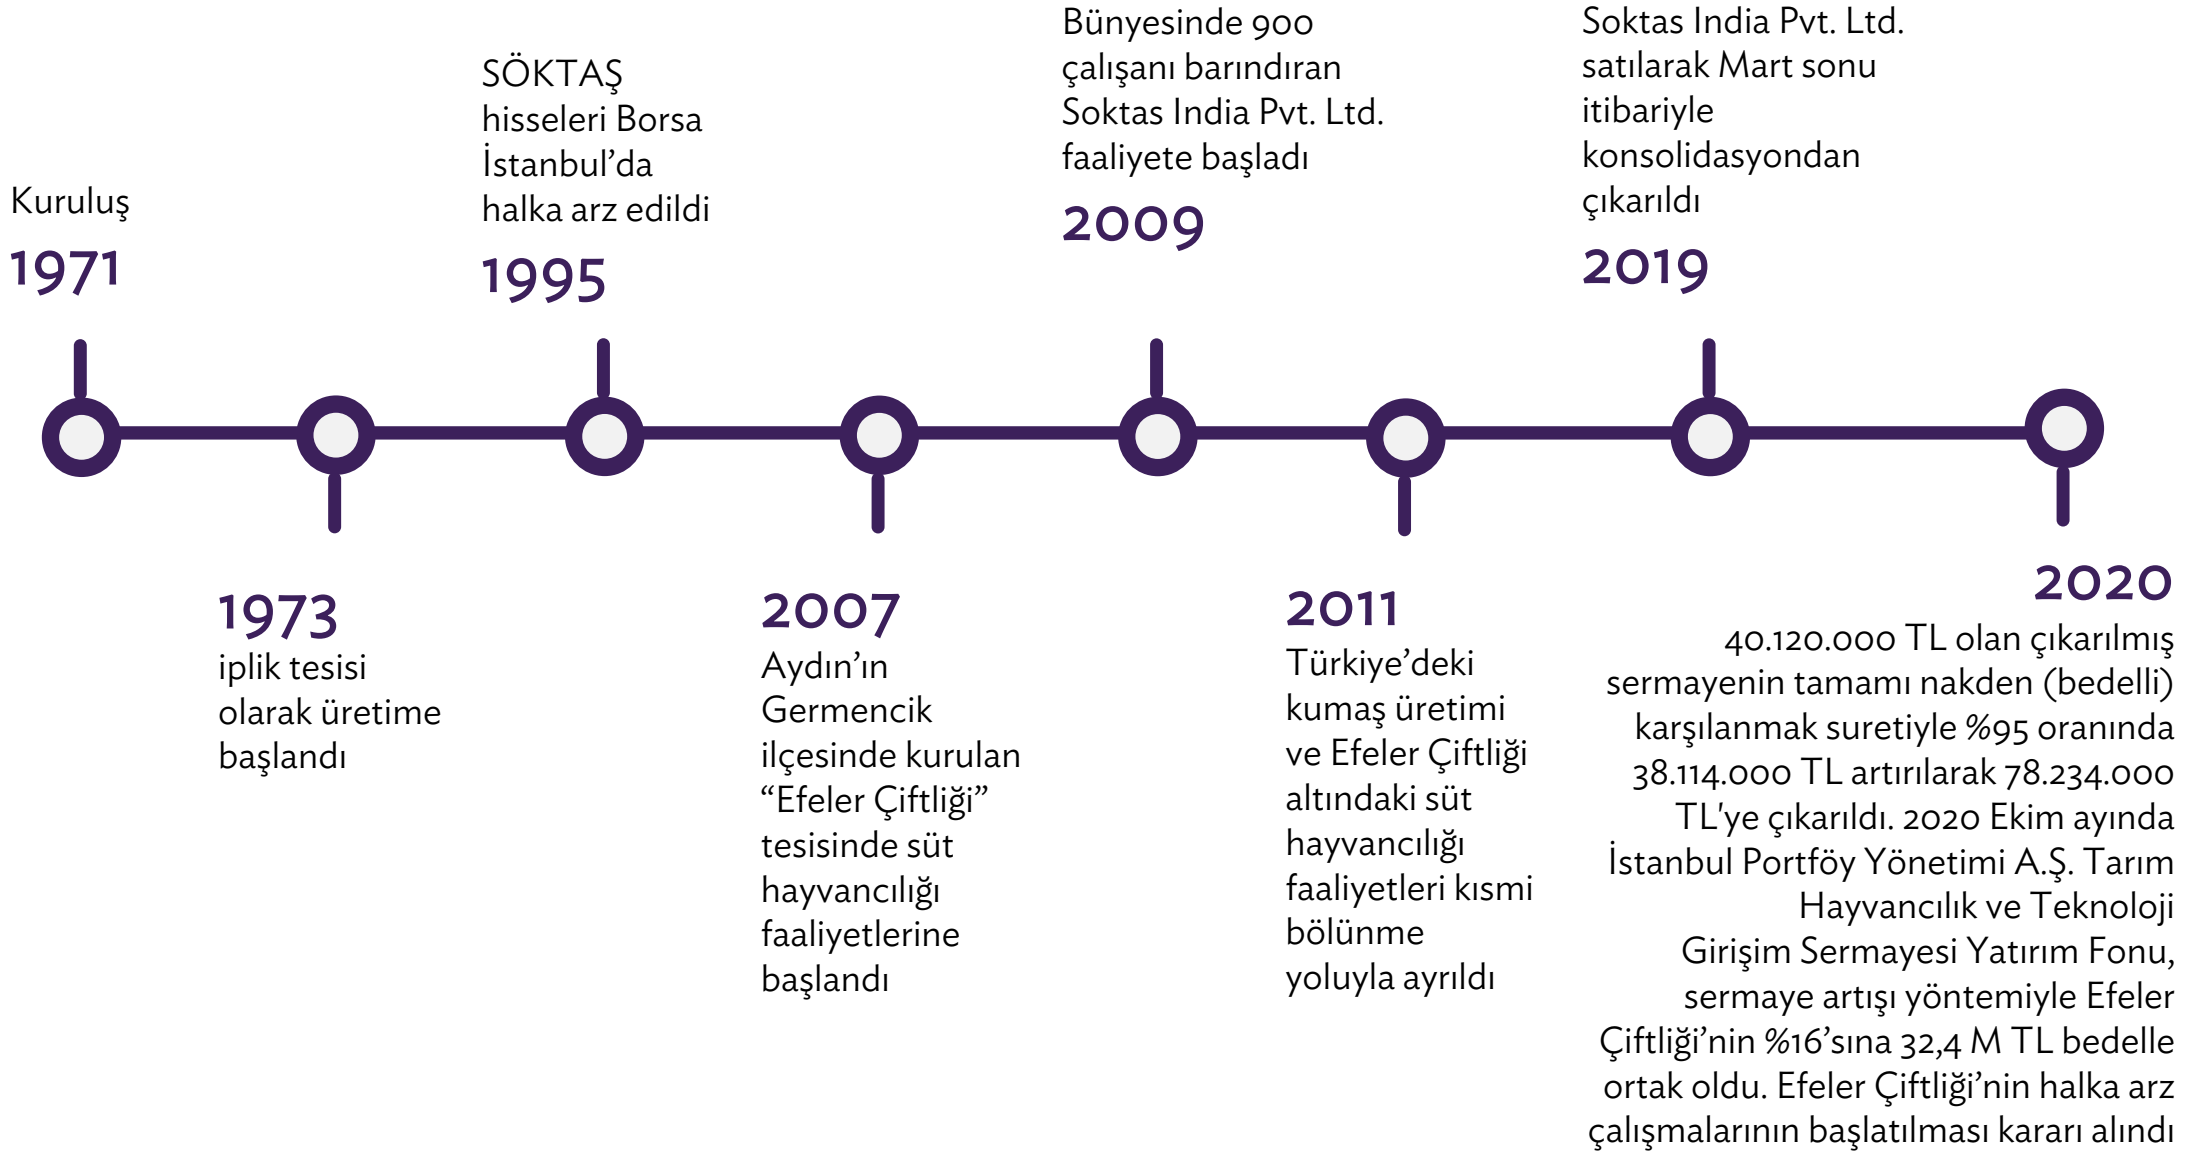 Kuruluş
1971
1973
iplik tesisi
olarak üretime
başlandı
SÖKTAŞ
hisseleri Borsa
İstanbul’da
halka arz edildi
1995
2007
Aydın’ın
Germencik
ilçesinde kurulan
“Efeler Çiftliği”
tesisinde süt
hayvancılığı
faaliyetlerine
başlandı
Bünyesinde 900
çalışanı barındıran
Soktas India Pvt. Ltd.
faaliyete başladı
2009
2011
Türkiye’deki
kumaş üretimi
ve Efeler Çiftliği
altındaki süt
hayvancılığı
faaliyetleri kısmi
bölünme
yoluyla ayrıldı
Soktas India Pvt. Ltd.
satılarak Mart sonu
itibariyle
konsolidasyondan
çıkarıldı
2019
2020
40.120.000 TL olan çıkarılmış
sermayenin tamamı nakden (bedelli)
karşılanmak suretiyle %95 oranında
38.114.000 TL artırılarak 78.234.000
TL'ye çıkarıldı. 2020 Ekim ayında
İstanbul Portföy Yönetimi A.Ş. Tarım
Hayvancılık ve Teknoloji
Girişim Sermayesi Yatırım Fonu,
sermaye artışı yöntemiyle Efeler
Çiftliği’nin %16’sına 32,4 M TL bedelle
ortak oldu. Efeler Çiftliği’nin halka arz
çalışmalarının başlatılması kararı alındı